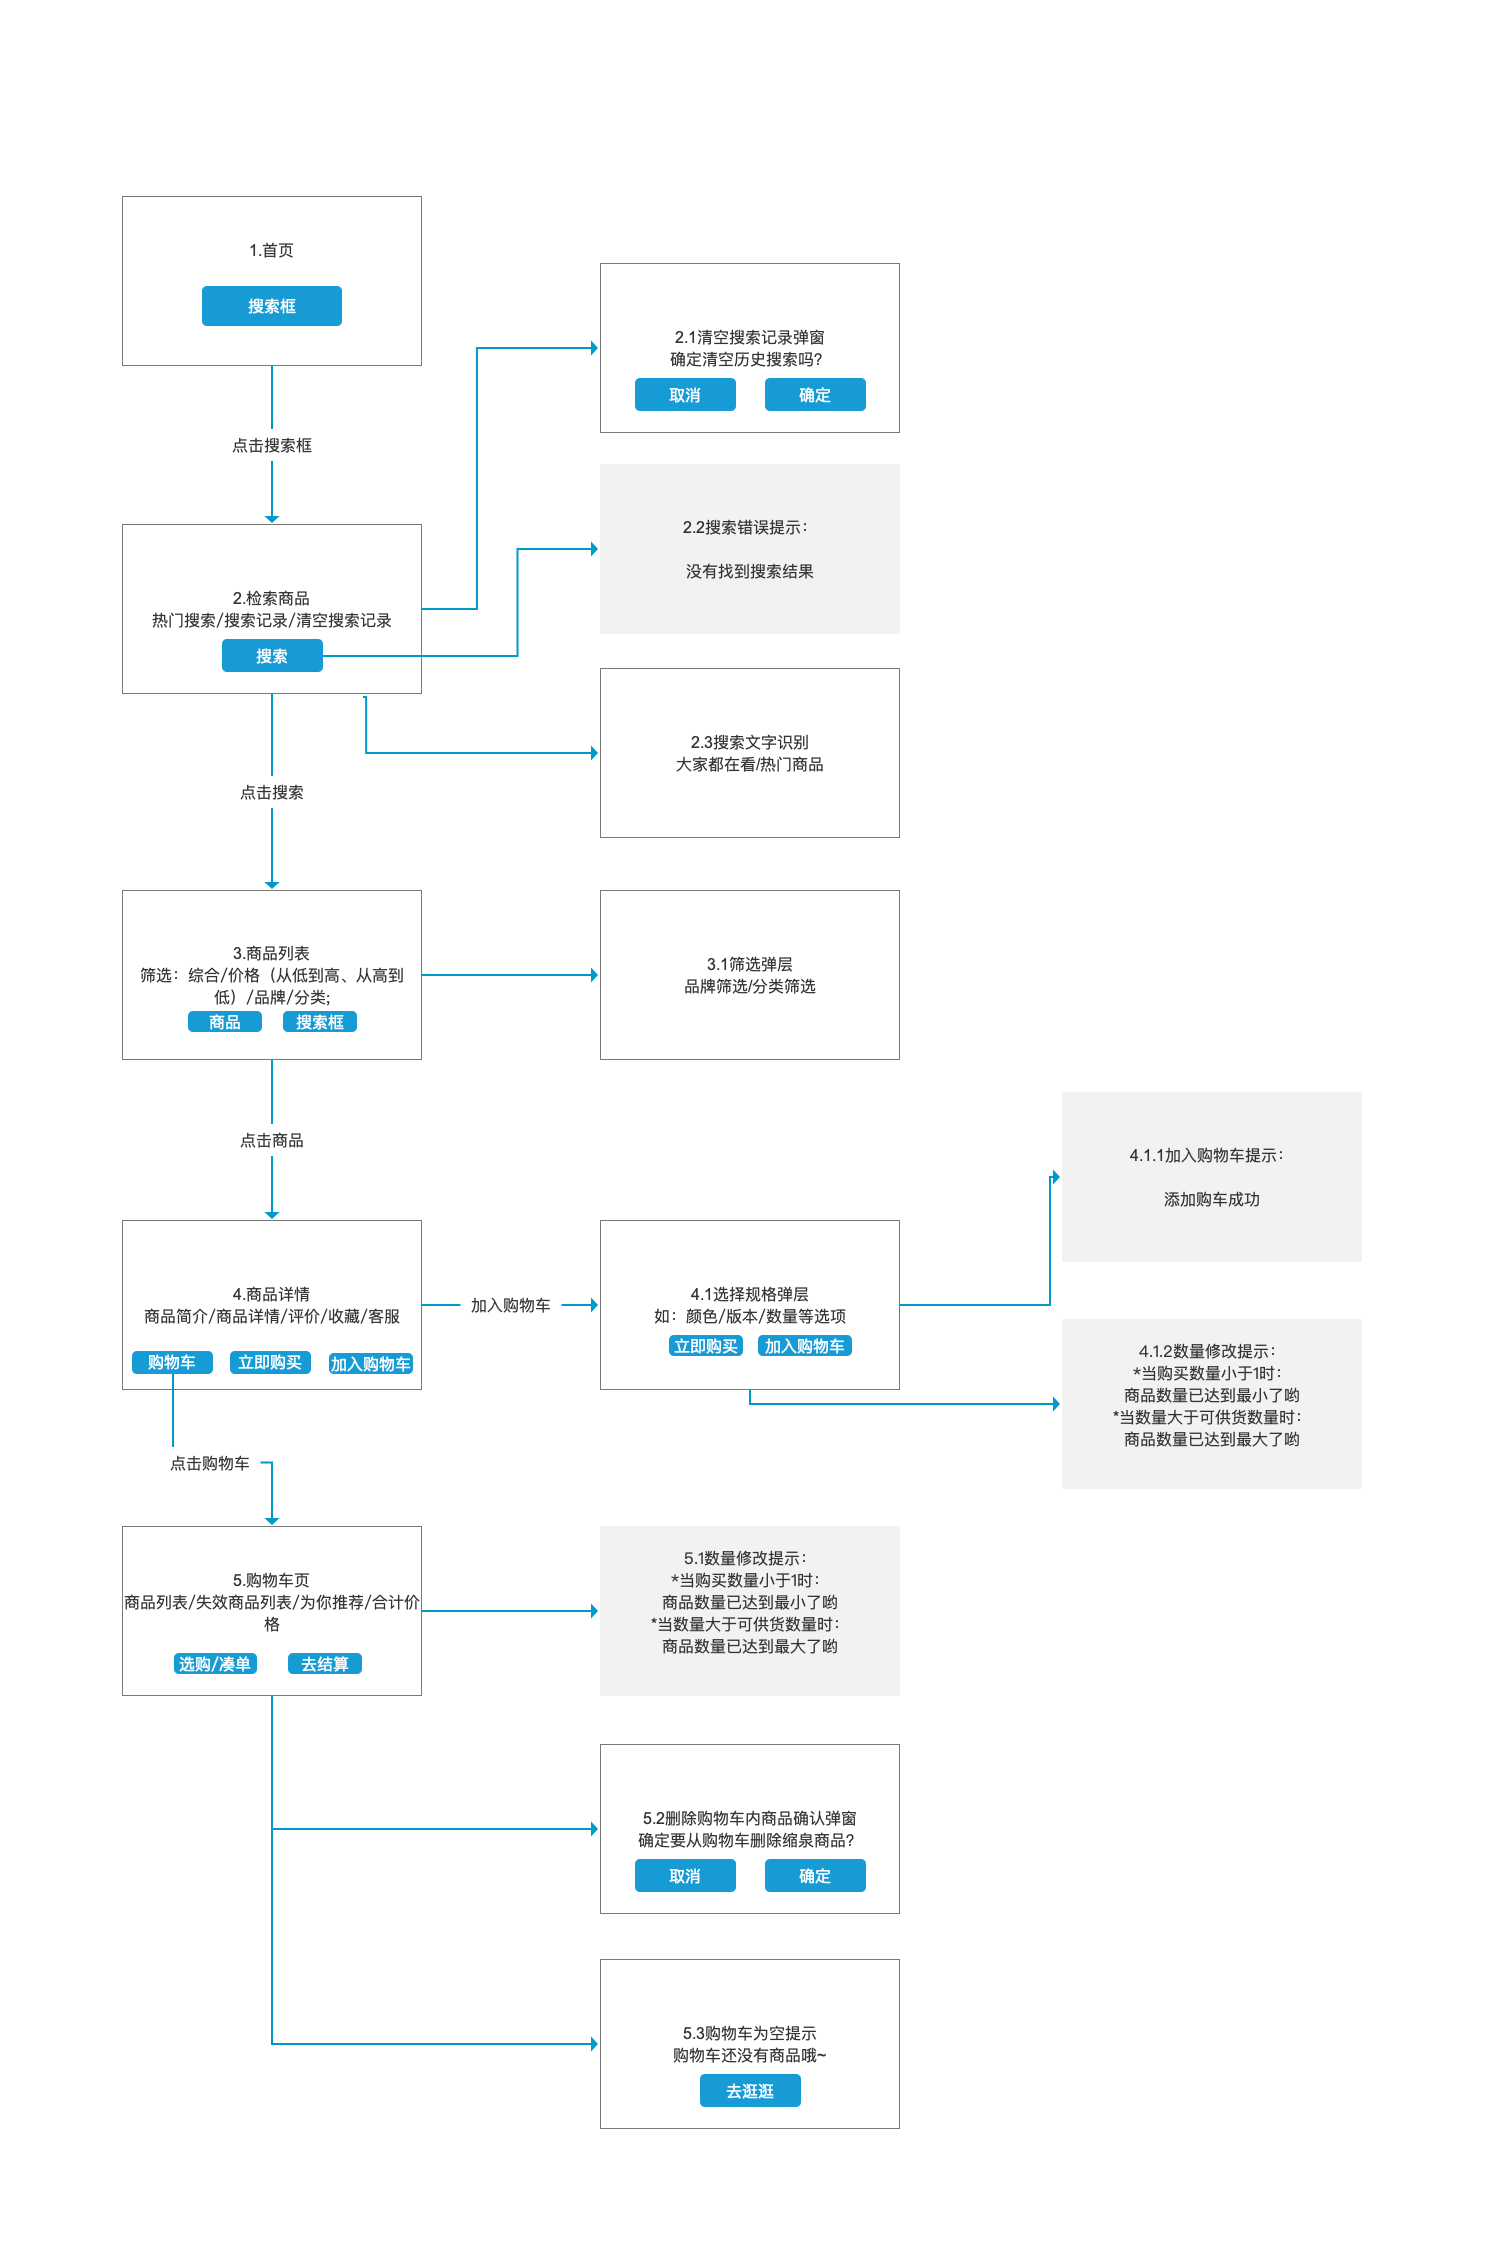 1.首页
搜索框
点击搜索框
2.1清空搜索记录弹窗
确定清空历史搜索吗?
取消 确定
2.2搜索错误提示：
没有找到搜索结果
2.检索商品
热门搜索/搜索记录/清空搜索记录
搜索
2.3搜索文字识别
大家都在看/热门商品
点击搜索
3.商品列表
筛选：综合/价格（从低到高、从高到
低）/品牌/分类;
商品 搜索框
3.1筛选弹层
品牌筛选/分类筛选
点击商品
4.1.1加入购物车提示：
添加购车成功
4.商品详情
商品简介/商品详情/评价/收藏/客服
购物车 立即购买 加入购物车
加入购物车
4.1选择规格弹层
如：颜色/版本/数量等选项
立即购买 加入购物车
4.1.2数量修改提示：
*当购买数量小于1时：
商品数量已达到最小了哟
*当数量大于可供货数量时：
商品数量已达到最大了哟
点击购物车
5.购物车页
商品列表/失效商品列表/为你推荐/合计价
格
选购/凑单 去结算
5.1数量修改提示：
*当购买数量小于1时：
商品数量已达到最小了哟
*当数量大于可供货数量时：
商品数量已达到最大了哟
5.2删除购物车内商品确认弹窗
确定要从购物车删除缩泉商品?
取消 确定
5.3购物车为空提示
购物车还没有商品哦~
去逛逛